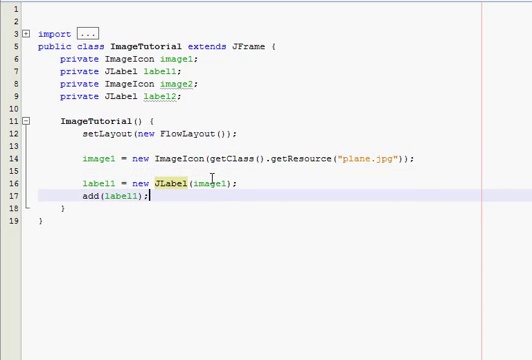 1
2
3 import ...
5 public class ImageTutorial extends JFrame {
6 private ImageIcon image1;
7 private JLabel label1;
8 private ImageIcon image2;
9 private JLabel label2;
10
11 ImageTutorial() {
12 setLayout(new FlowLayout());
13
14 image1 = new ImageIcon(getClass().getResource("plane.jpg"));
15
16 label1 = new JLabel(image1);
17 add(label1);
18 }
19 }